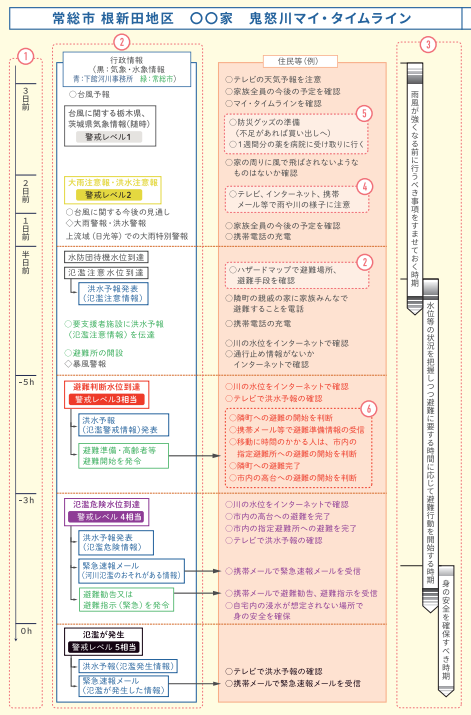 常総市 根新田地区　〇〇家　鬼怒川マイ・タイムライン
①
②
③
行政情報
（黒：気象・水象情報
青：下館河川事務所　緑：常総市）
〇台風予報
台風に関する栃木県、
茨城県気象情報（随時）
警戒レベル1
大雨注意報・洪水注意報
警戒レベル2
〇台風に関する今後の見通し
◇大雨警報・洪水警報
上流域（日光等）での大雨特別警報
水防団待機水位到達
氾濫注意水位到達
洪水予報発表
（氾濫注意情報）
〇要支援者施設に洪水予報
（氾濫注意情報）を伝達
◇避難所の開設
◇暴風警報
避難判断水位到達
警戒レベル3相当
洪水予報
（氾濫警戒情報）発表
避難準備・高齢者等
避難開始を発令
氾濫危険水位到達
警戒レベル 4相当
洪水予報発表
（氾濫危険情報）
緊急速報メール
（河川氾濫のおそれがある情報）
避難勧告又は
避難指示（緊急）を発令
氾濫が発生
警戒レベル 5相当
洪水予報（氾濫発生情報）
緊急速報メール
（氾濫が発生した情報）
住民等（例）
〇テレビの天気予報を注意
〇家族全員の今後の予定を確認
〇マイ・タイムラインを確認
⑤
〇防災グッズの準備
（不足があれば買い出しへ）
〇1週間分の薬を病院に受け取りに行く
〇家の周りに風で飛ばされないような
ものはないか確認
④
〇テレビ、インターネット、携帯
メール等で雨や川の様子に注意
〇家族全員の今後の予定を確認
〇携帯電話の充電
②
〇ハザードマップで避難場所、
避難手段を確認
〇隣町の親戚の家に家族みんなで
避難することを電話
〇携帯電話の充電
〇川の水位をインターネットで確認
〇通行止め情報がないか
インターネットで確認
〇川の水位をインターネットで確認
〇テレビで洪水予報の確認
⑥
〇隣町への避難の開始を判断
〇携帯メール等で避難準備情報の受信
〇移動に時間のかかる人は、市内の
指定避難所への避難の開始を判断
〇隣町への避難完了
〇市内の高台への避難の開始を判断
〇川の水位をインターネットで確認
〇市内の高台への避難を完了
〇市内の指定避難所への避難を完了
〇テレビで洪水予報の確認
〇携帯メールで緊急速報メールを受信
〇携帯メールで避難勧告、避難指示を受信
〇自宅内の浸水が想定されない場所で
身の安全を確保
〇テレビで洪水予報の確認
〇携帯メールで緊急速報メールを受信
3日前
2日前
1日前
半日前
-5h
-3h
0h
雨風が強くなる前に行うべき事項をすませておく時期
水位等の状況を把握しつつ避難に要する時間に応じて避難行動を開始する時期
身の安全を確保すべき時期